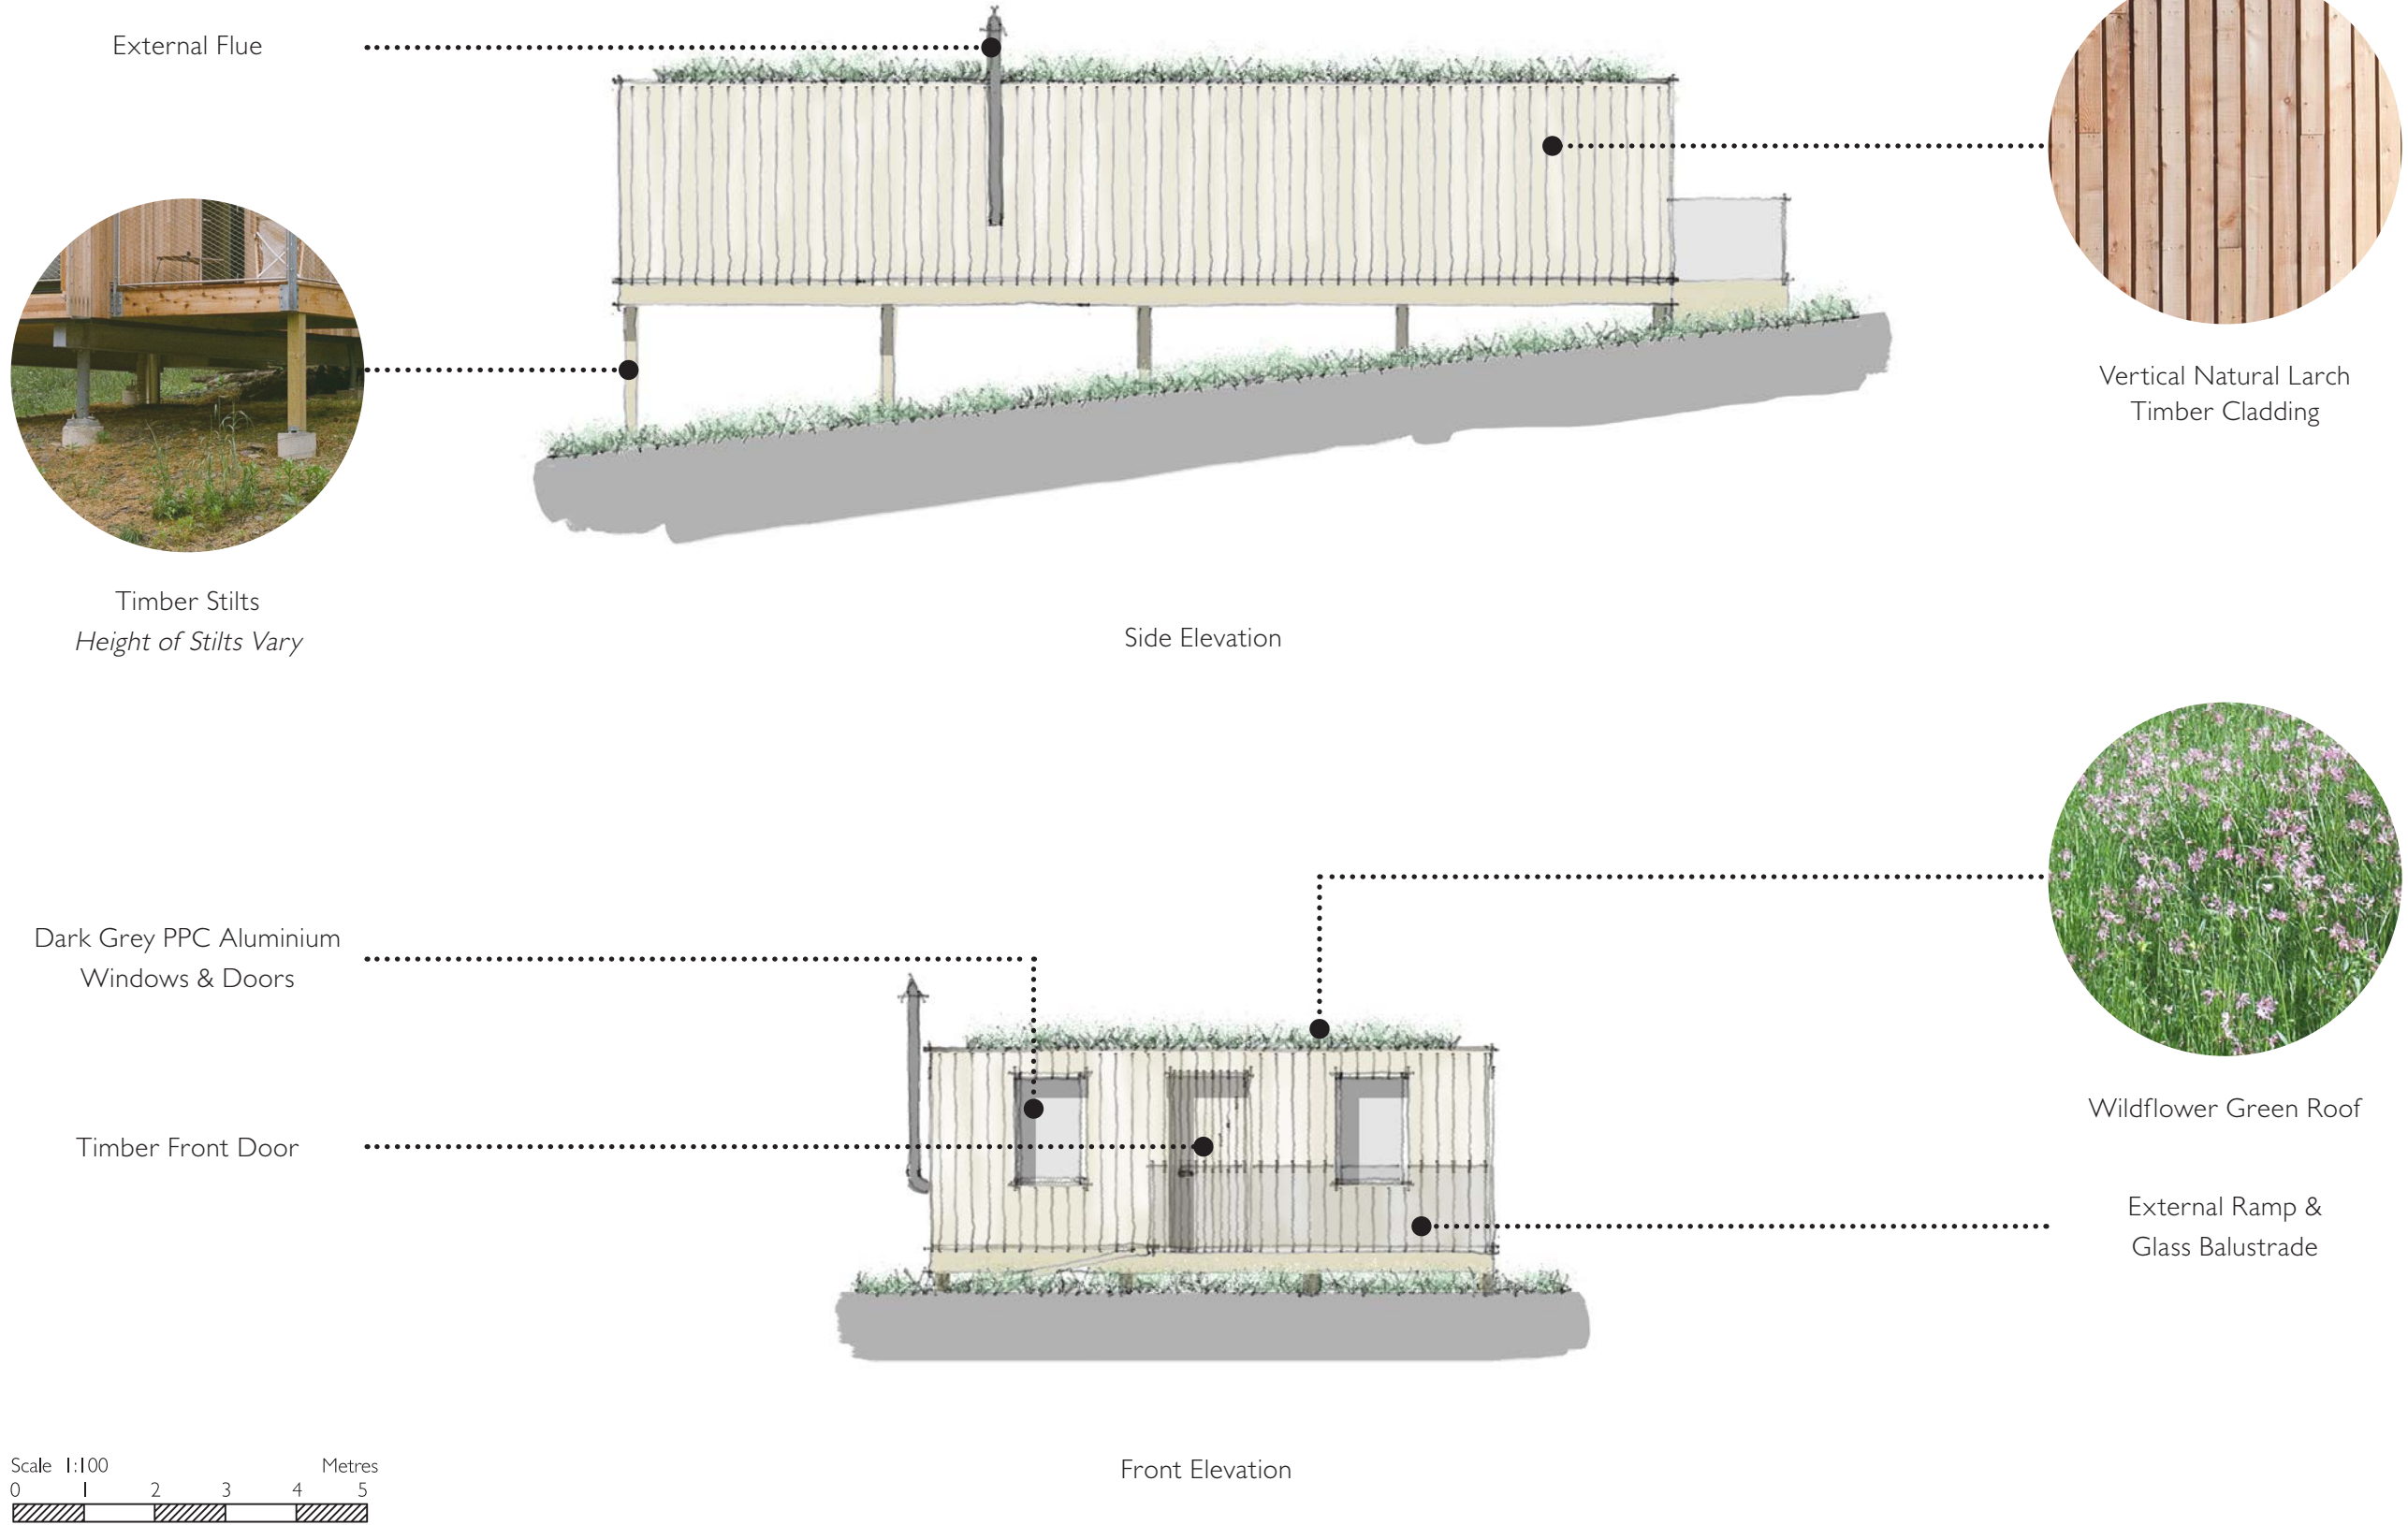 External Flue
Vertical Natural Larch
Timber Cladding
Timber Stilts
Height of Stilts Vary
Side Elevation
Dark Grey PPC Aluminium
Windows & Doors
Timber Front Door
Wildflower Green Roof
External Ramp &
Glass Balustrade
Front Elevation
Scale 1:100 Metres
0 1 2 3 4 5